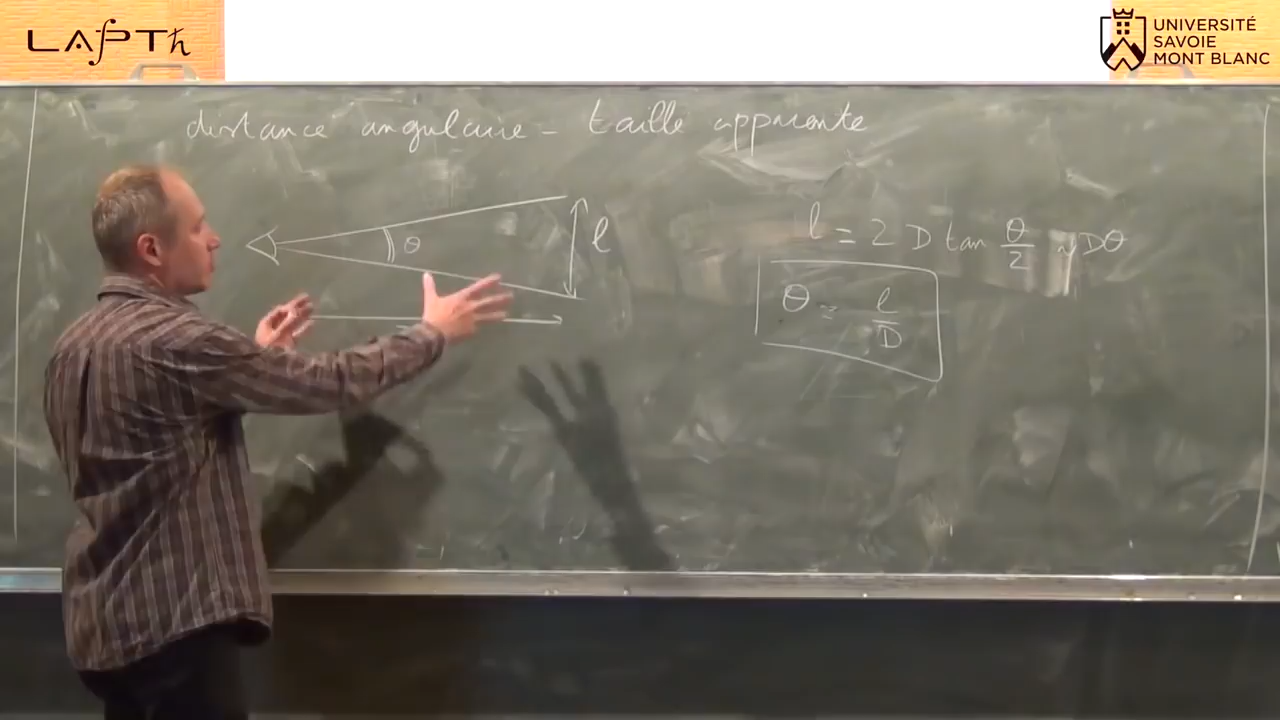 LAPTh
UNIVERSITÉ
SAVOIE
MONT BLANC
distance angulaire - taille apparente
θ
l
l = 2 D tan θ/2 ~ Dθ
θ = l/D